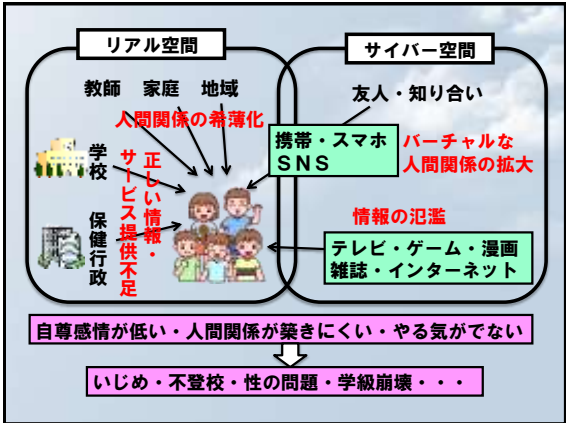 リアル空間
サイバー空間
教師　家庭　地域
人間関係の希薄化
友人・知り合い
携帯・スマホ
ＳＮＳ
バーチャルな
人間関係の拡大
学校
正しい情報・
サービス提供不足
保健行政
情報の氾濫
テレビ・ゲーム・漫画
雑誌・インターネット
自尊感情が低い・人間関係が築きにくい・やる気がでない
いじめ・不登校・性の問題・学級崩壊・・・